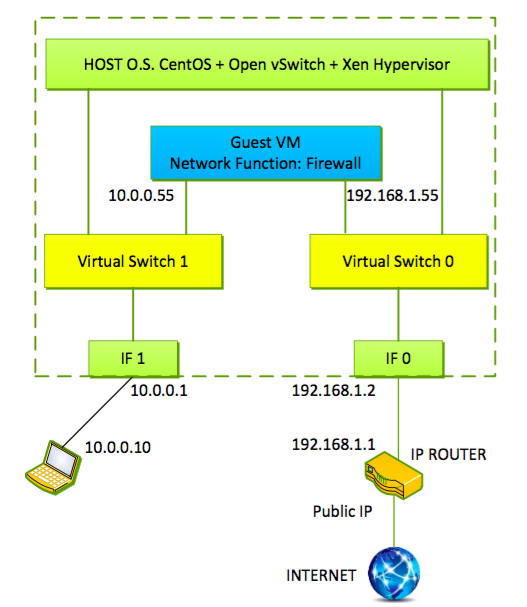 HOST O.S. CentOS + Open vSwitch + Xen Hypervisor
Guest VM
Network Function: Firewall
10.0.0.55
192.168.1.55
Virtual Switch 1
Virtual Switch 0
IF 1
IF 0
10.0.0.1
192.168.1.2
10.0.0.10
192.168.1.1
IP ROUTER
Public IP
INTERNET